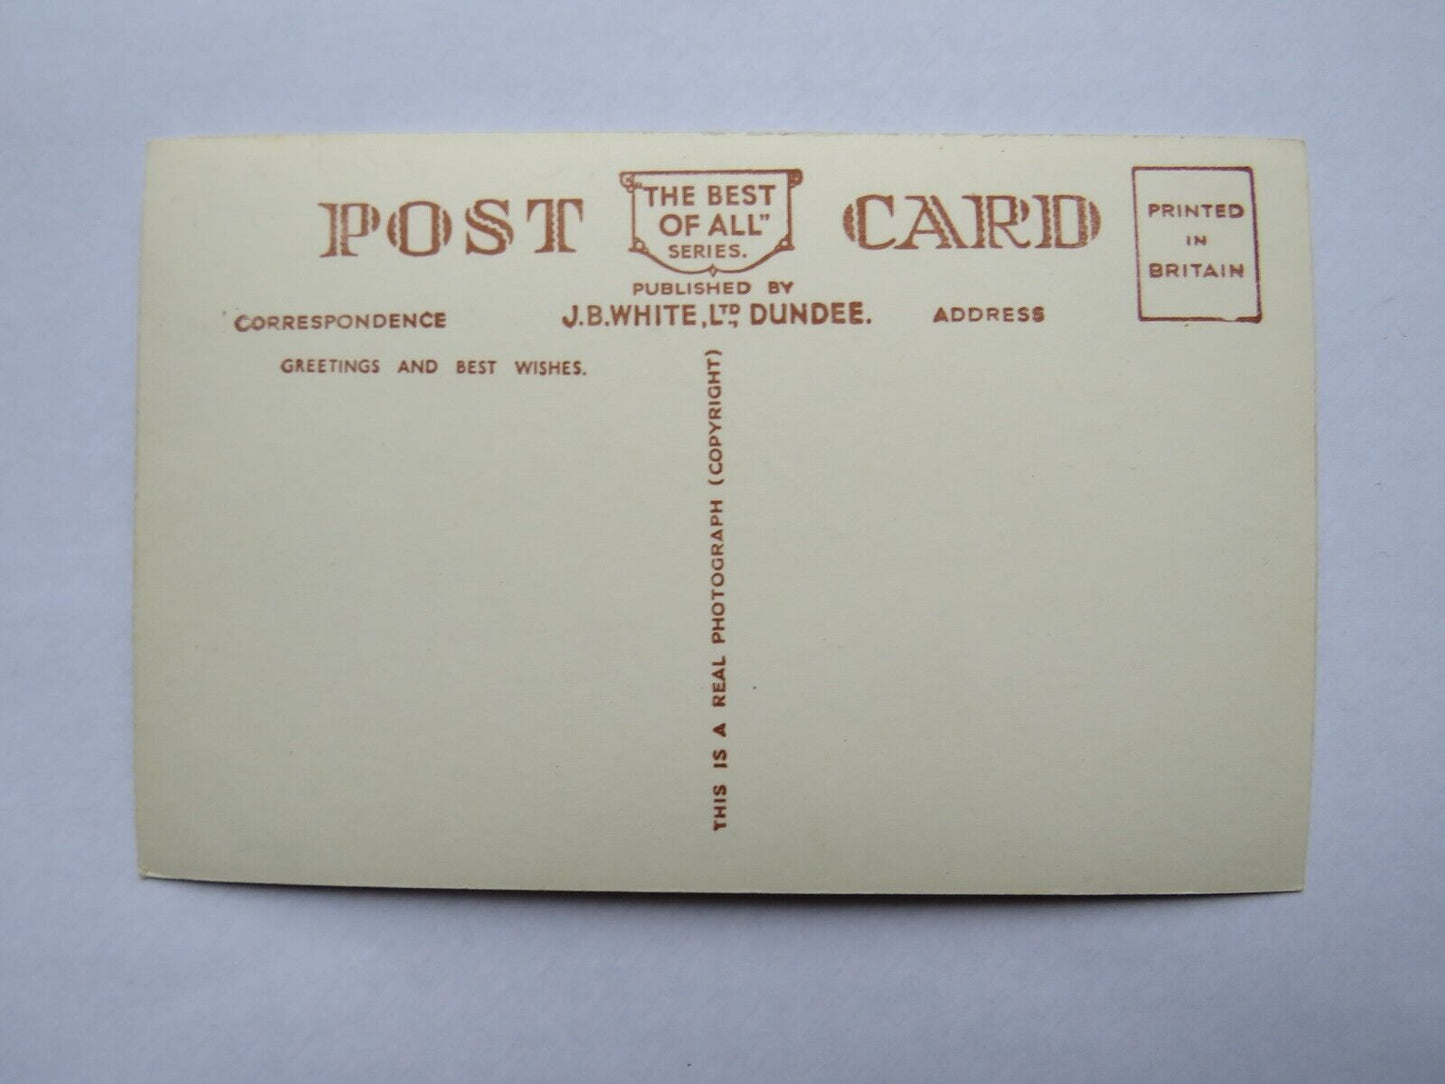 POST CARD
"THE BEST
OF ALL"
SERIES.
PRINTED
IN
BRITAIN
PUBLISHED BY
J.B.WHITE, LTD., DUNDEE.
CORRESPONDENCE
ADDRESS
GREETINGS AND BEST WISHES.
THIS IS A REAL PHOTOGRAPH (COPYRIGHT)